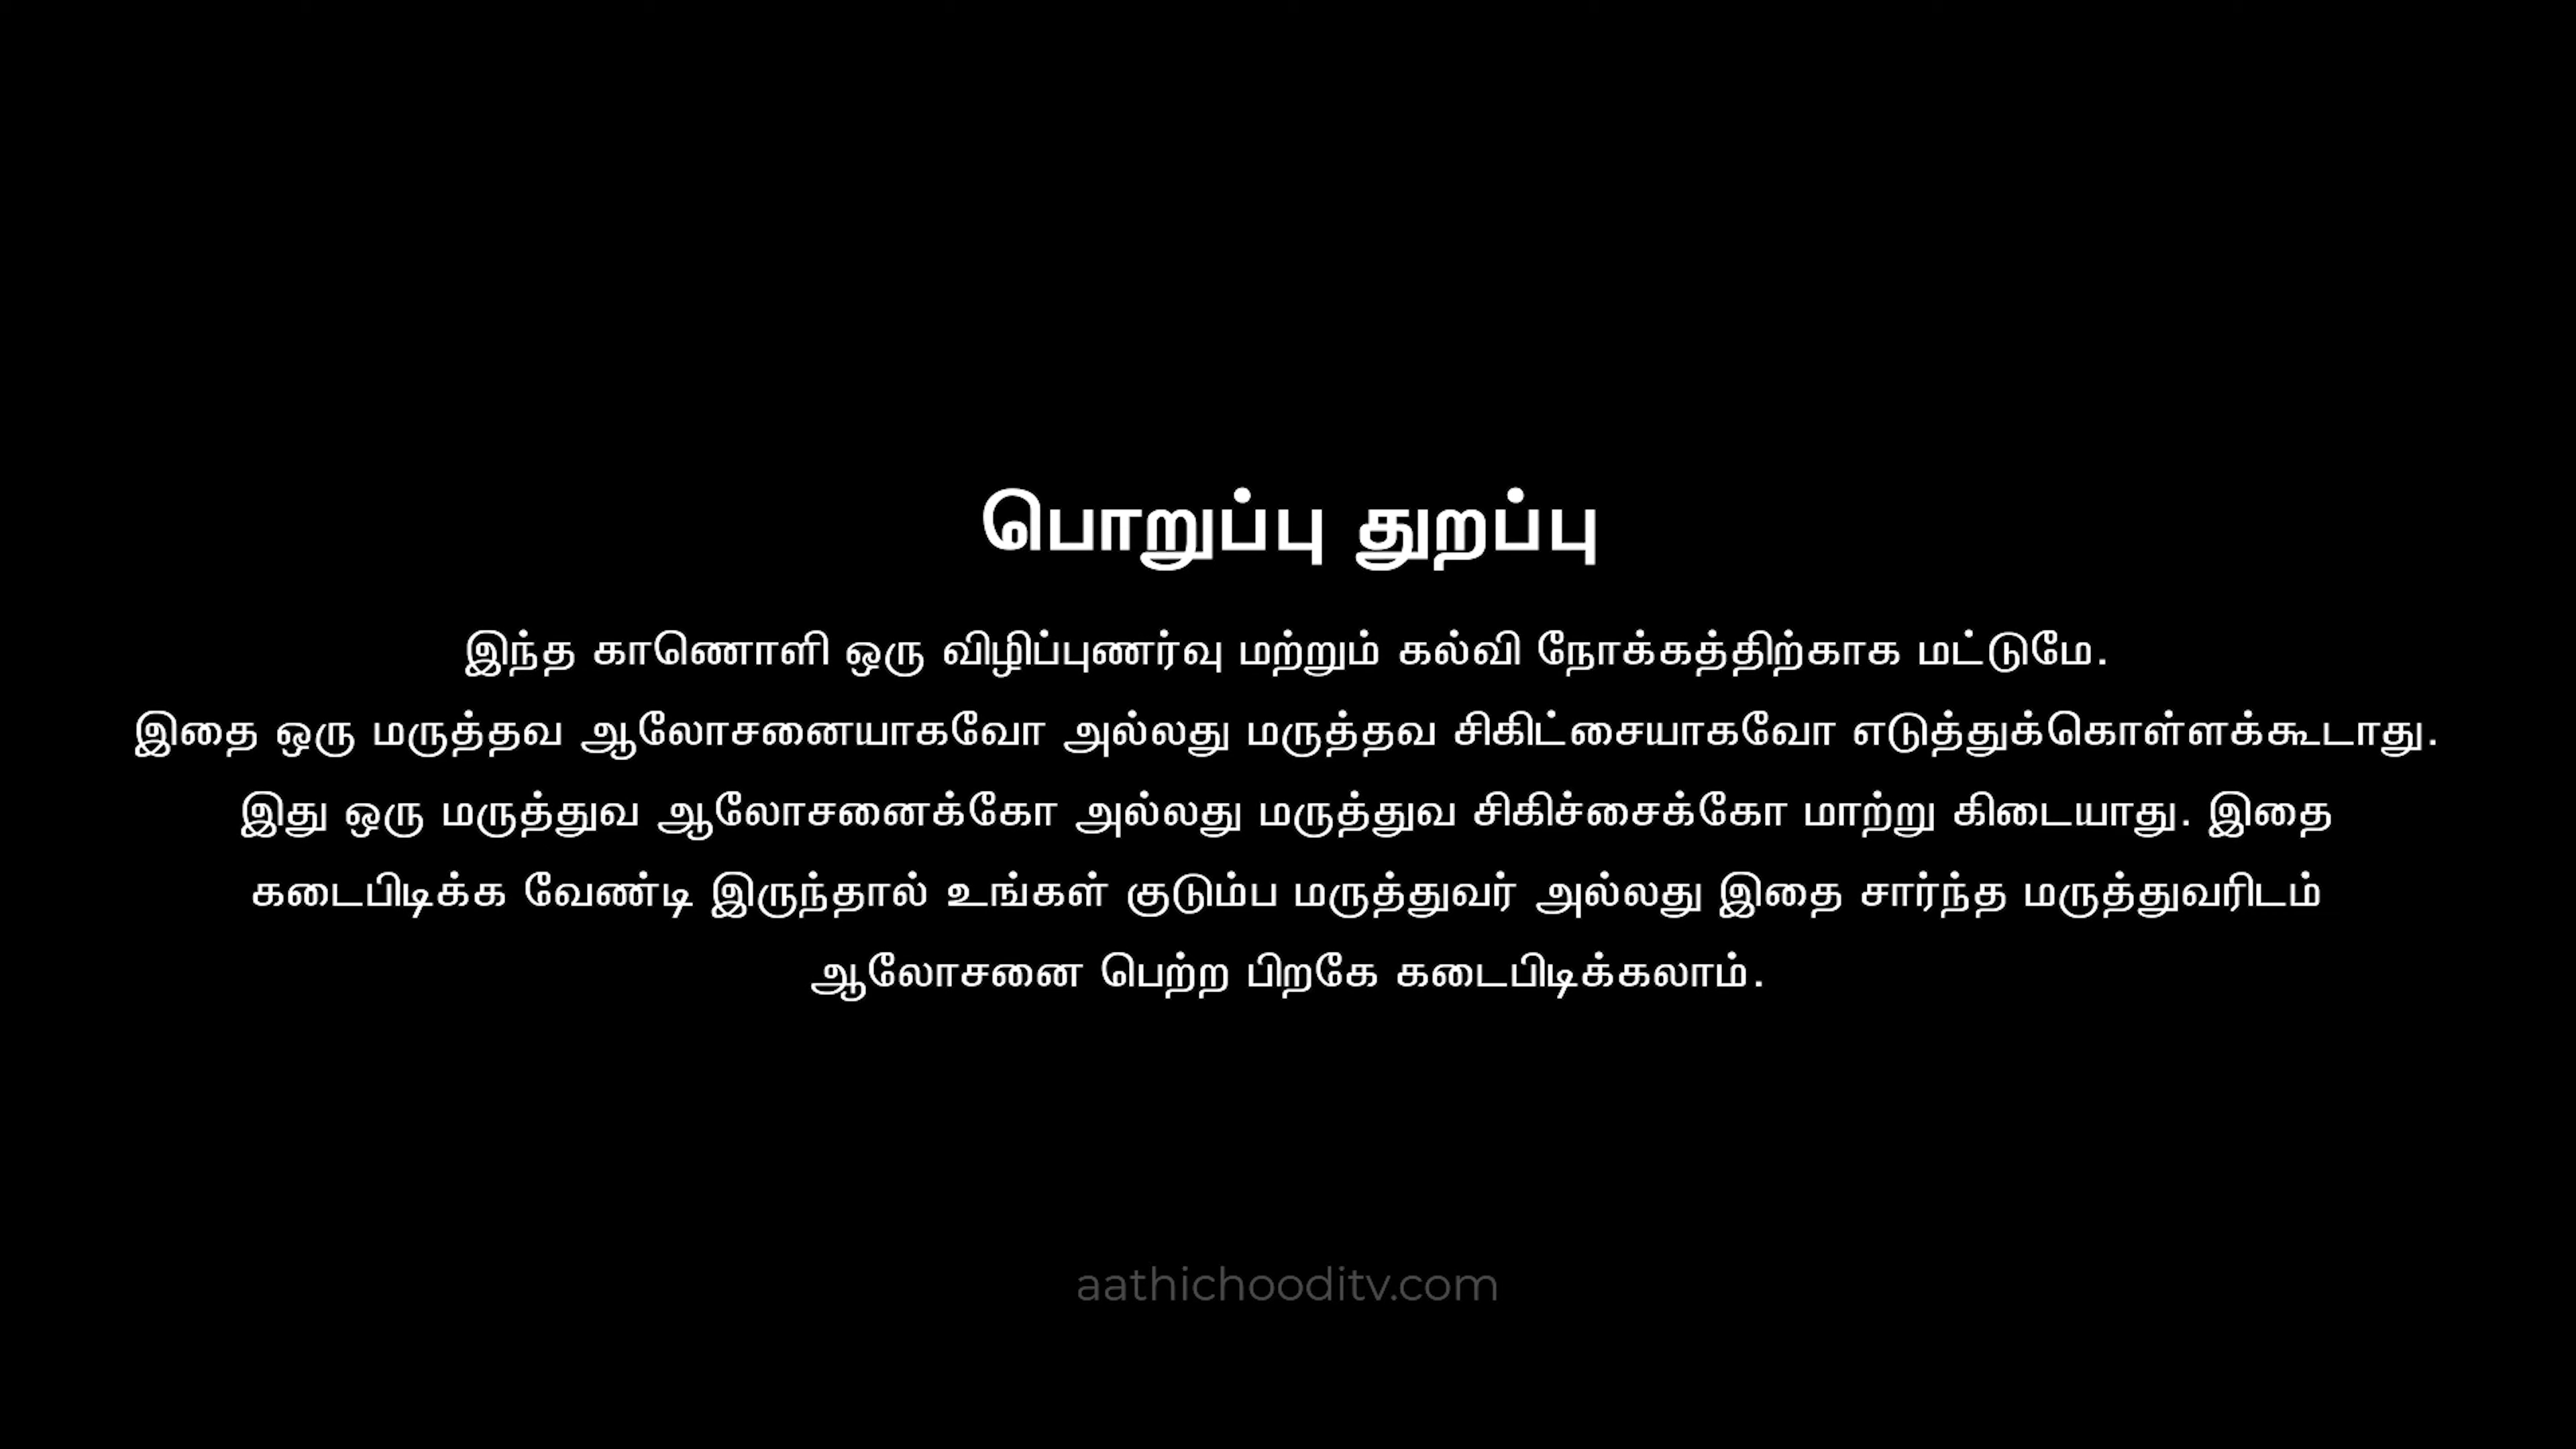 பொறுப்பு துறப்பு
இந்த காணொளி ஒரு விழிப்புணர்வு மற்றும் கல்வி நோக்கத்திற்காக மட்டுமே.
இதை ஒரு மருத்தவ ஆலோசனையாகவோ அல்லது மருத்தவ சிகிட்சையாகவோ எடுத்துக்கொள்ளக்கூடாது.
இது ஒரு மருத்துவ ஆலோசனைக்கோ அல்லது மருத்துவ சிகிச்சைக்கோ மாற்று கிடையாது. இதை
கடைபிடிக்க வேண்டி இருந்தால் உங்கள் குடும்ப மருத்துவர் அல்லது இதை சார்ந்த மருத்துவரிடம்
ஆலோசனை பெற்ற பிறகே கடைபிடிக்கலாம்.
aathichooditv.com